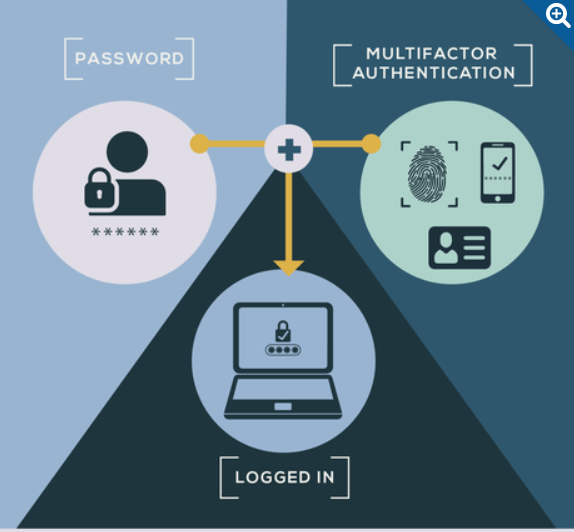 PASSWORD
MULTIFACTOR
AUTHENTICATION
******
LOGGED IN